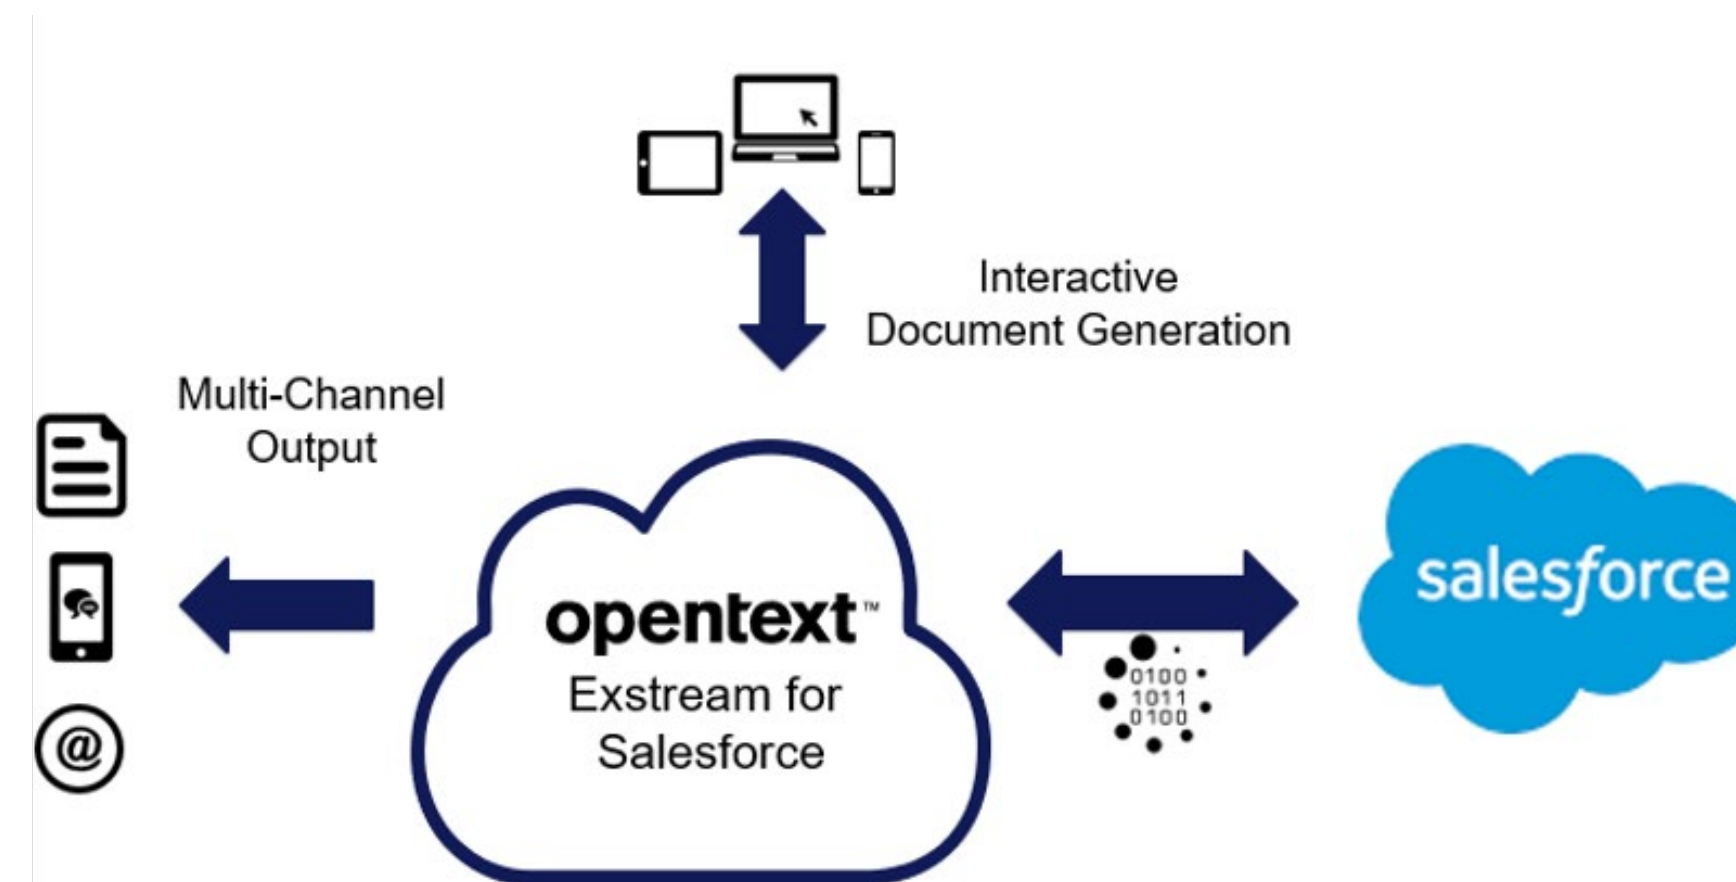 Interactive
Document Generation
Multi-Channel
Output
@
opentext™
Exstream for
Salesforce
0100
1011
0100
salesforce